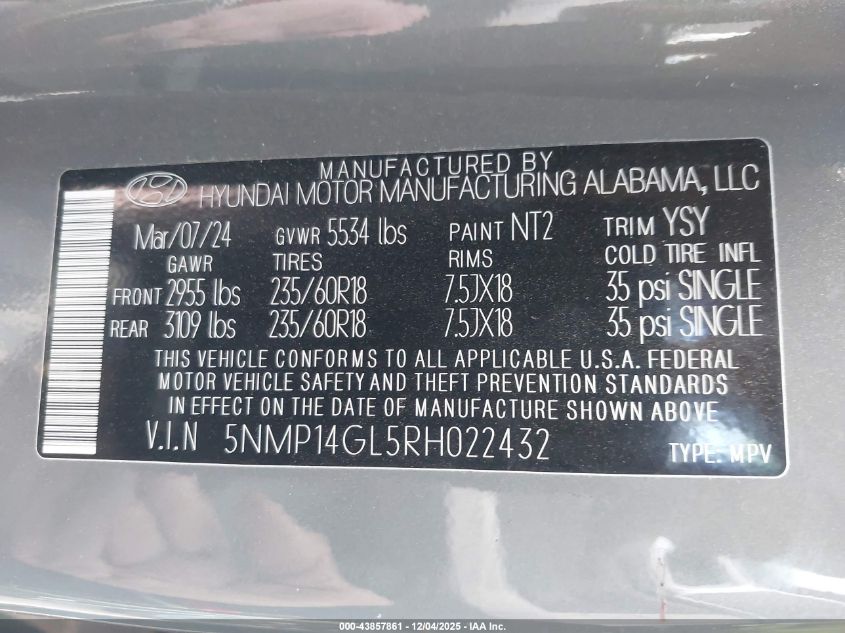 MANUFACTURED BY
HYUNDAI MOTOR MANUFACTURING ALABAMA, LLC
Mar/07/24 GVWR 5534 lbs PAINT NT2 TRIM YSY
GAWR TIRES RIMS COLD TIRE INFL
FRONT 2955 lbs 235/60R18 7.5JX18 35 psi SINGLE
REAR 3109 lbs 235/60R18 7.5JX18 35 psi SINGLE
THIS VEHICLE CONFORMS TO ALL APPLICABLE U.S.A. FEDERAL
MOTOR VEHICLE SAFETY AND THEFT PREVENTION STANDARDS
IN EFFECT ON THE DATE OF MANUFACTURE SHOWN ABOVE
V.I.N 5NMP14GL5RH022432 TYPE: MPV
000-43857861 - 12/04/2025 - IAA Inc.